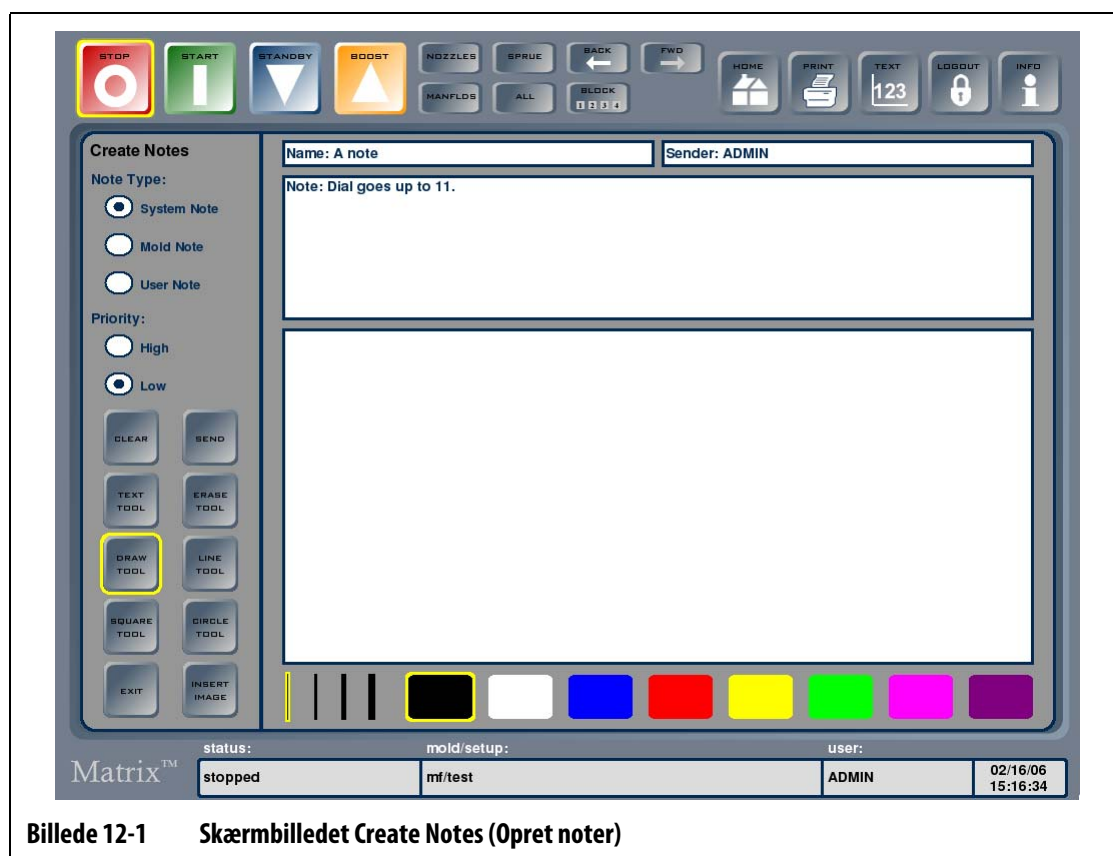 STOP START STANDBY BOOST NOZZLES SPRUE BACK FWD HOME PRINT TEXT LOGOUT INFO
MANFLDS ALL BLOCK 123
1 2 3 4
Create Notes
Name: A note Sender: ADMIN
Note Type:
Note: Dial goes up to 11.
System Note
Mold Note
User Note
Priority:
High
Low
CLEAR SEND
TEXT TOOL ERASE TOOL
DRAW TOOL LINE TOOL
SQUARE TOOL CIRCLE TOOL
EXIT INSERT IMAGE
status: mold/setup: user:
Matrix™ stopped mf/test ADMIN 02/16/06
15:16:34
Billede 12-1 Skærmbilledet Create Notes (Opret noter)